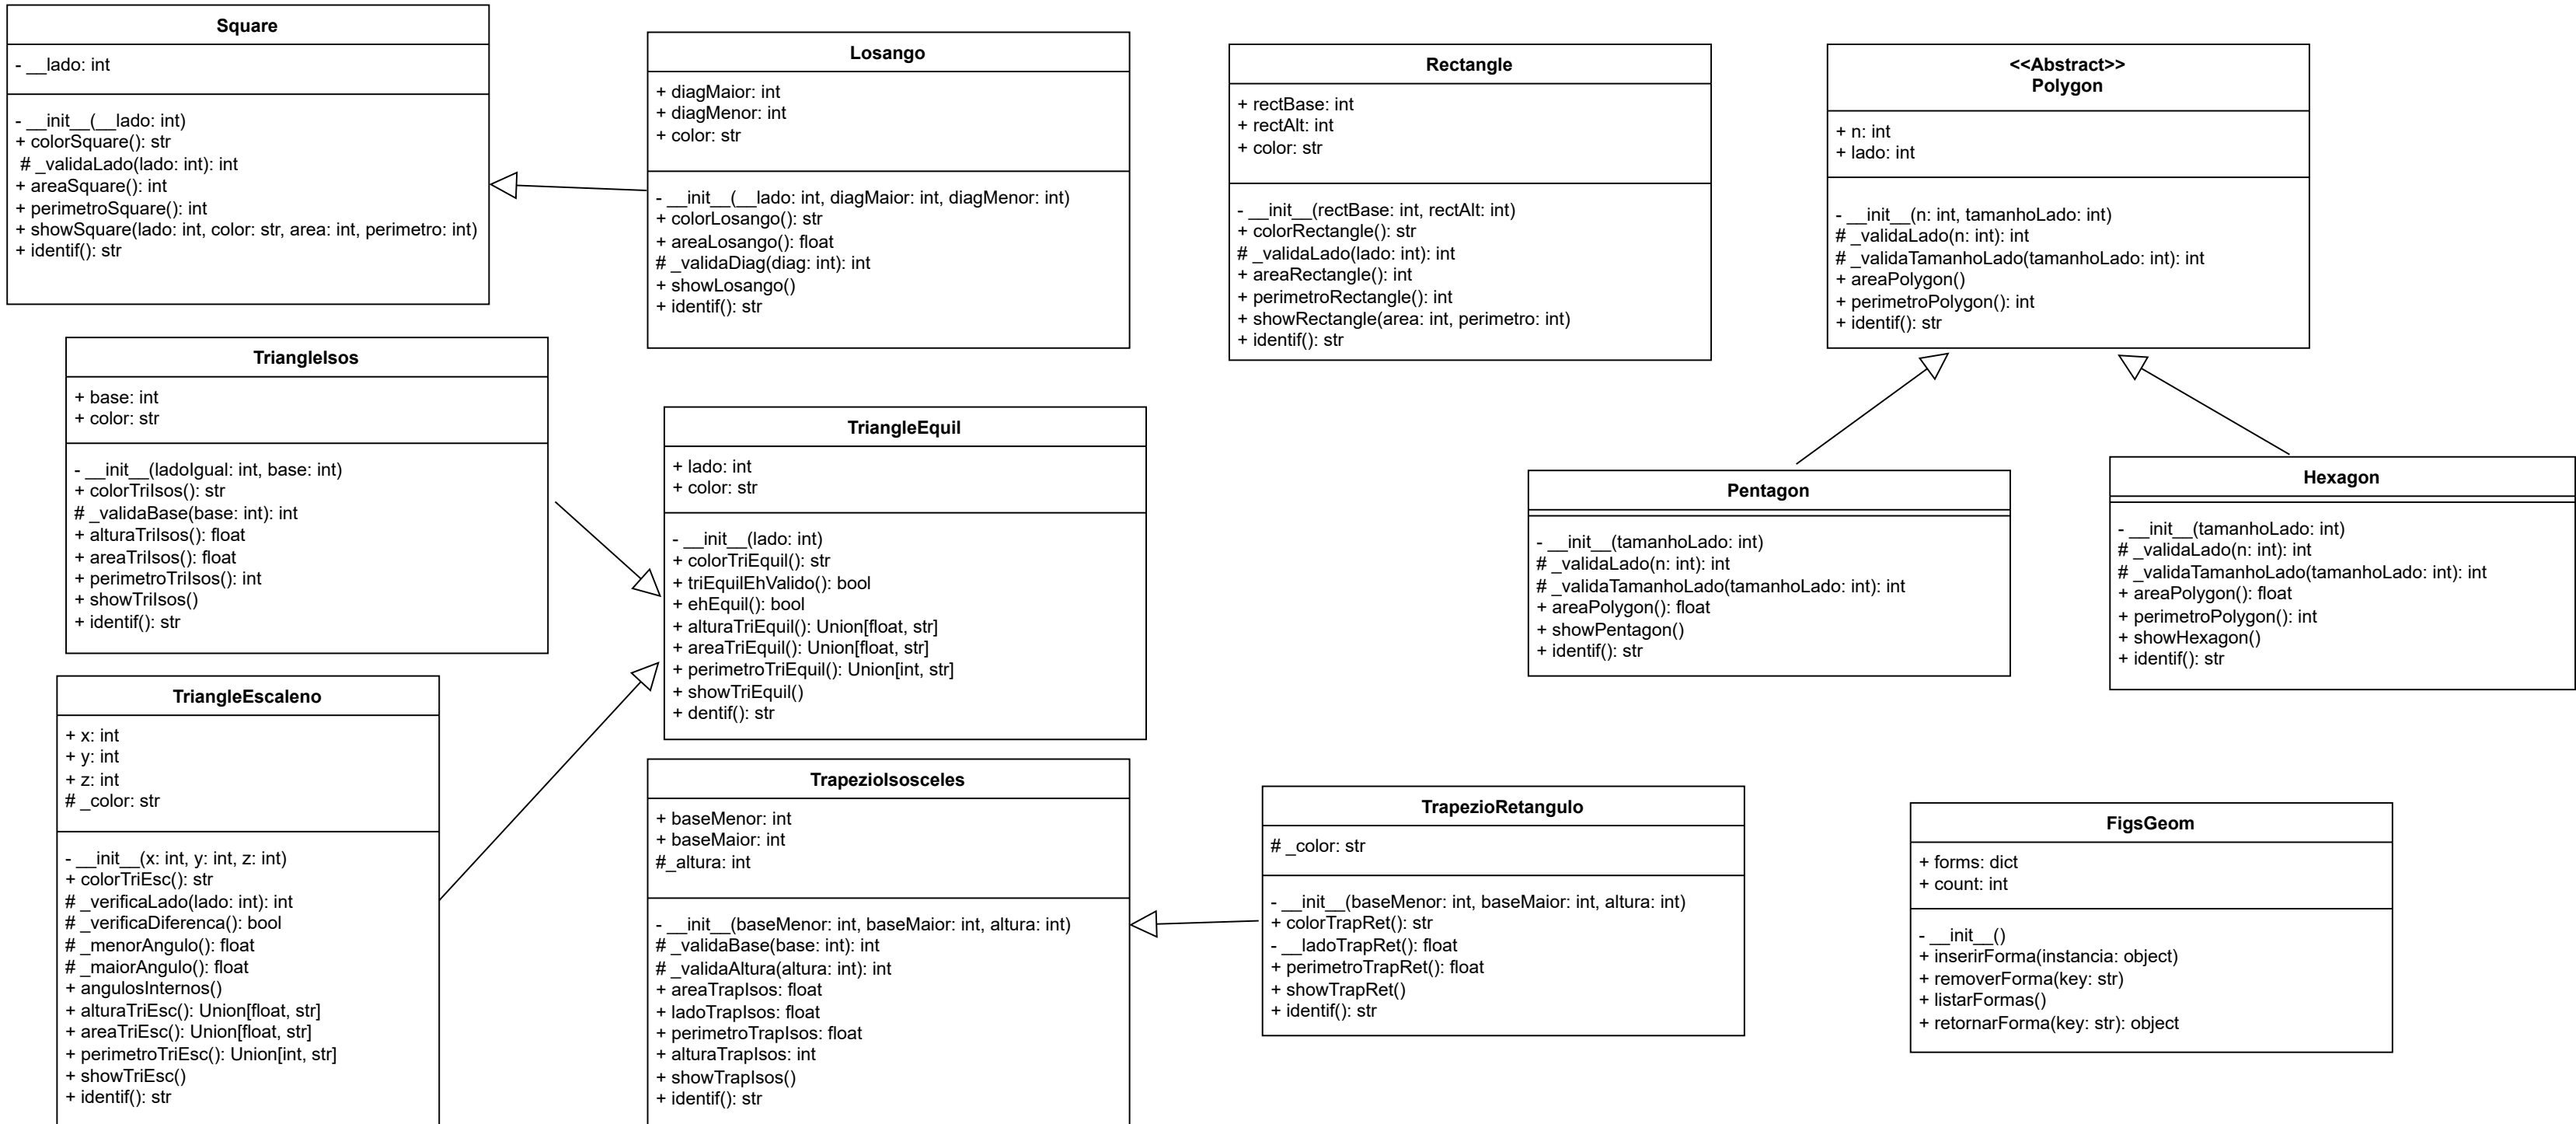 Square
- __lado: int
- __init__(__lado: int)
+ colorSquare(): str
# _validaLado(lado: int): int
+ areaSquare(): int
+ perimetroSquare(): int
+ showSquare(lado: int, color: str, area: int, perimetro: int)
+ identif(): str
Losango
+ diagMaior: int
+ diagMenor: int
+ color: str
- __init__(__lado: int, diagMaior: int, diagMenor: int)
+ colorLosango(): str
+ areaLosango(): float
# _validaDiag(diag: int): int
+ showLosango()
+ identif(): str
Rectangle
+ rectBase: int
+ rectAlt: int
+ color: str
- __init__(rectBase: int, rectAlt: int)
+ colorRectangle(): str
# _validaLado(lado: int): int
+ areaRectangle(): int
+ perimetroRectangle(): int
+ showRectangle(area: int, perimetro: int)
+ identif(): str
<<Abstract>>
Polygon
+ n: int
+ lado: int
- __init__(n: int, tamanhoLado: int)
# _validaLado(n: int): int
# _validaTamanhoLado(tamanhoLado: int): int
+ areaPolygon()
+ perimetroPolygon(): int
+ identif(): str
TriangleIsos
+ base: int
+ color: str
- __init__(ladoIgual: int, base: int)
+ colorTriIsos(): str
# _validaBase(base: int): int
+ alturaTriIsos(): float
+ areaTriIsos(): float
+ perimetroTriIsos(): int
+ showTriIsos()
+ identif(): str
TriangleEquil
+ lado: int
+ color: str
- __init__(lado: int)
+ colorTriEquil(): str
+ triEquilEhValido(): bool
+ ehEquil(): bool
+ alturaTriEquil(): Union[float, str]
+ areaTriEquil(): Union[float, str]
+ perimetroTriEquil(): Union[int, str]
+ showTriEquil()
+ dentif(): str
Pentagon
- __init__(tamanhoLado: int)
# _validaLado(n: int): int
# _validaTamanhoLado(tamanhoLado: int): int
+ areaPolygon(): float
+ showPentagon()
+ identif(): str
Hexagon
- __init__(tamanhoLado: int)
# _validaLado(n: int): int
# _validaTamanhoLado(tamanhoLado: int): int
+ areaPolygon(): float
+ perimetroPolygon(): int
+ showHexagon()
+ identif(): str
TriangleEscaleno
+ x: int
+ y: int
+ z: int
# _color: str
- __init__(x: int, y: int, z: int)
+ colorTriEsc(): str
# _verificaLado(lado: int): int
# _verificaDiferenca(): bool
# _menorAngulo(): float
# _maiorAngulo(): float
+ angulosInternos()
+ alturaTriEsc(): Union[float, str]
+ areaTriEsc(): Union[float, str]
+ perimetroTriEsc(): Union[int, str]
+ showTriEsc()
+ identif(): str
TrapezioIsosceles
+ baseMenor: int
+ baseMaior: int
#_altura: int
- __init__(baseMenor: int, baseMaior: int, altura: int)
# _validaBase(base: int): int
# _validaAltura(altura: int): int
+ areaTrapIsos: float
+ ladoTrapIsos: float
+ perimetroTrapIsos: float
+ alturaTrapIsos: int
+ showTrapIsos()
+ identif(): str
TrapezioRetangulo
# _color: str
- __init__(baseMenor: int, baseMaior: int, altura: int)
+ colorTrapRet(): str
- __ladoTrapRet(): float
+ perimetroTrapRet(): float
+ showTrapRet()
+ identif(): str
FigsGeom
+ forms: dict
+ count: int
- __init__()
+ inserirForma(instancia: object)
+ removerForma(key: str)
+ listarFormas()
+ retornarForma(key: str): object